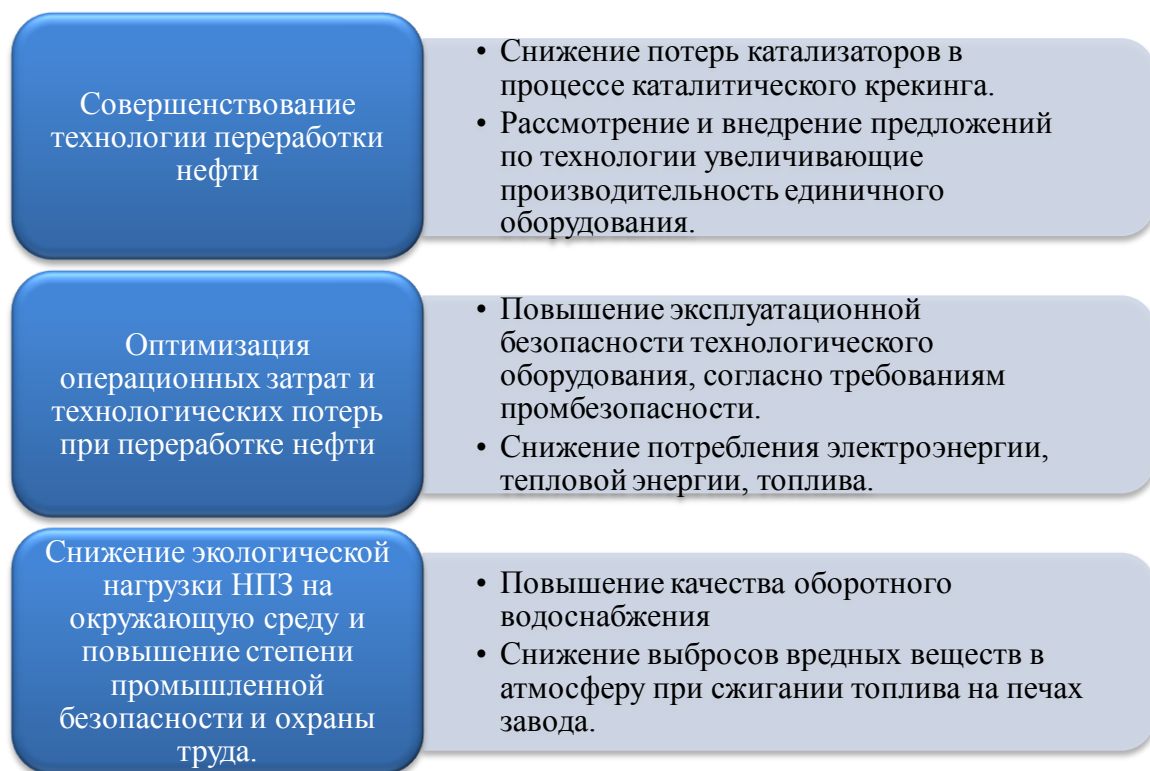 Совершенствование
технологии переработки
нефти
• Снижение потерь катализаторов в
процессе каталитического крекинга.
• Рассмотрение и внедрение предложений
по технологии увеличивающие
производительность единичного
оборудования.
Оптимизация
операционных затрат и
технологических потерь
при переработке нефти
• Повышение эксплуатационной
безопасности технологического
оборудования, согласно требованиям
промбезопасности.
• Снижение потребления электроэнергии,
тепловой энергии, топлива.
Снижение экологической
нагрузки НПЗ на
окружающую среду и
повышение степени
промышленной
безопасности и охраны
труда.
• Повышение качества оборотного
водоснабжения
• Снижение выбросов вредных веществ в
атмосферу при сжигании топлива на печах
завода.